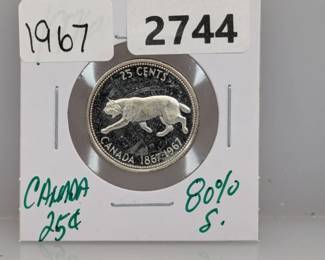 1967
2744
25 CENTS
CANADA 1867-1967
CANADA
25¢
80%
S.